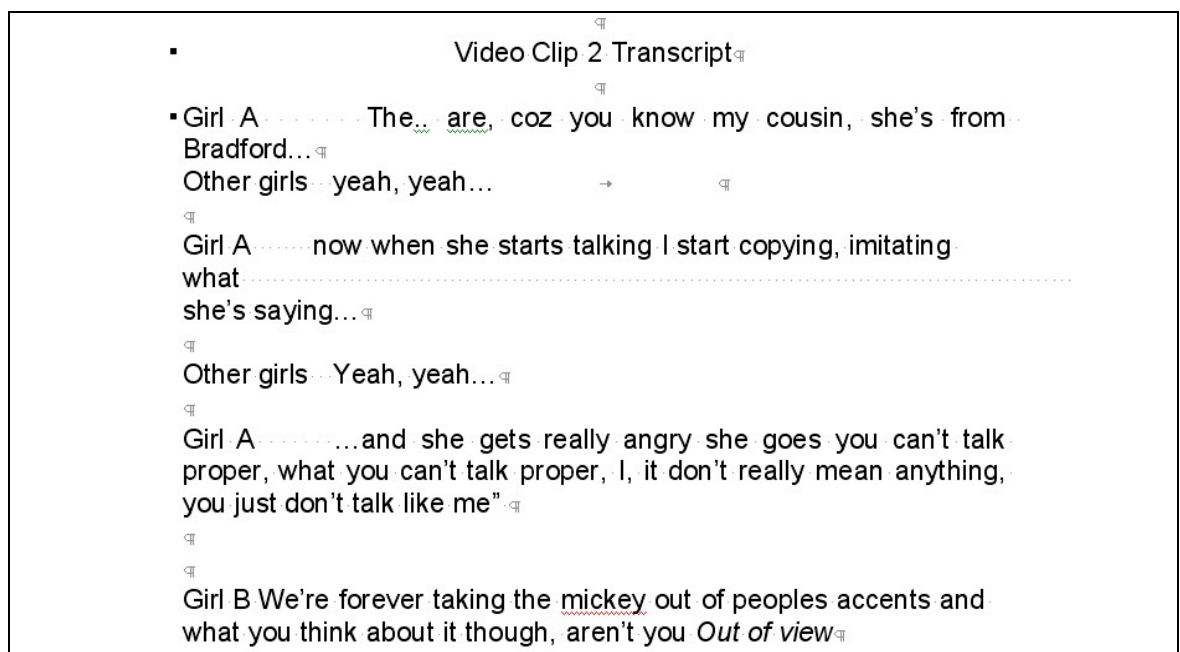 Video Clip 2 Transcript
Girl A The.. are, coz you know my cousin, she's from
Bradford...
Other girls yeah, yeah...
Girl A now when she starts talking I start copying, imitating
what
she's saying...
Other girls Yeah, yeah...
Girl A ...and she gets really angry she goes you can't talk
proper, what you can't talk proper, I, it don't really mean anything,
you just don't talk like me”
Girl B We're forever taking the mickey out of peoples accents and
what you think about it though, aren't you Out of view